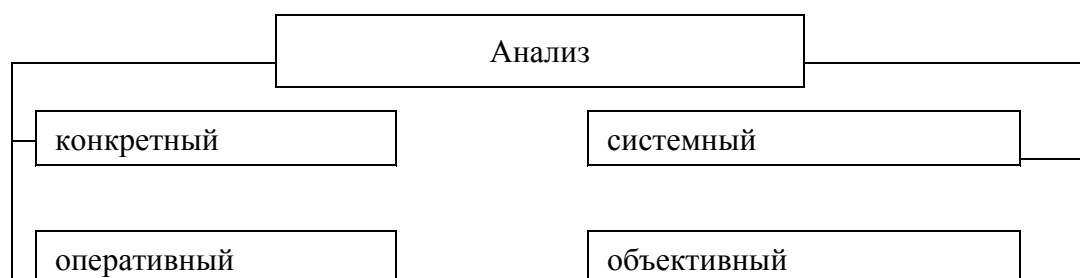 Анализ
конкретный
системный
оперативный
объективный